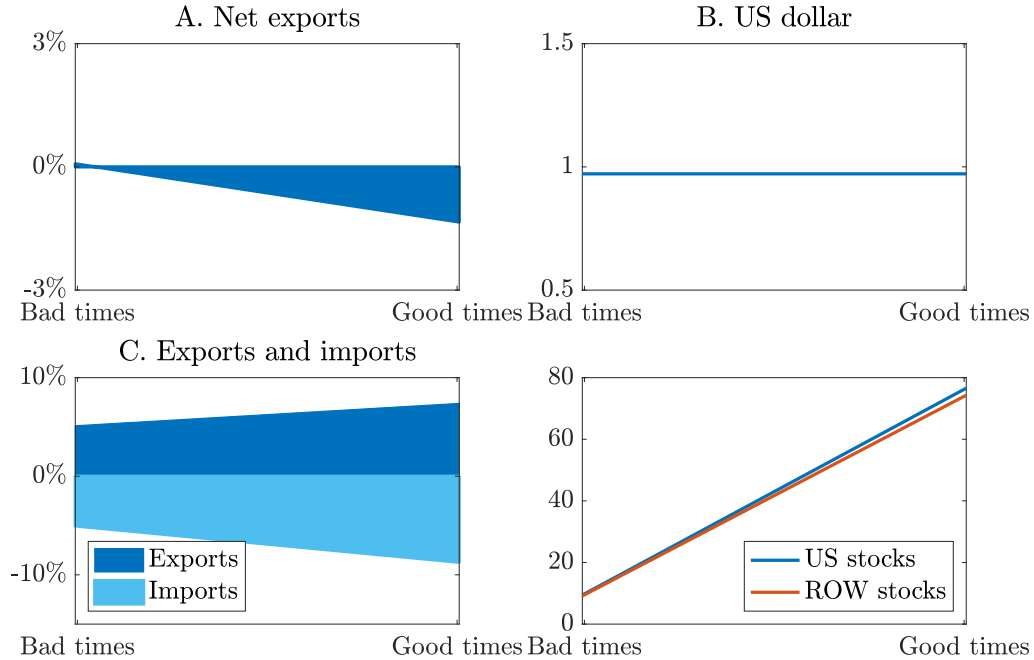 A. Net exports
3%
0%
-3%
Bad times
Good times
B. US dollar
1.5
1
0.5
Bad times
Good times
C. Exports and imports
10%
0%
-10%
Exports
Imports
Bad times
Good times
80
60
40
20
0
US stocks
ROW stocks
Bad times
Good times